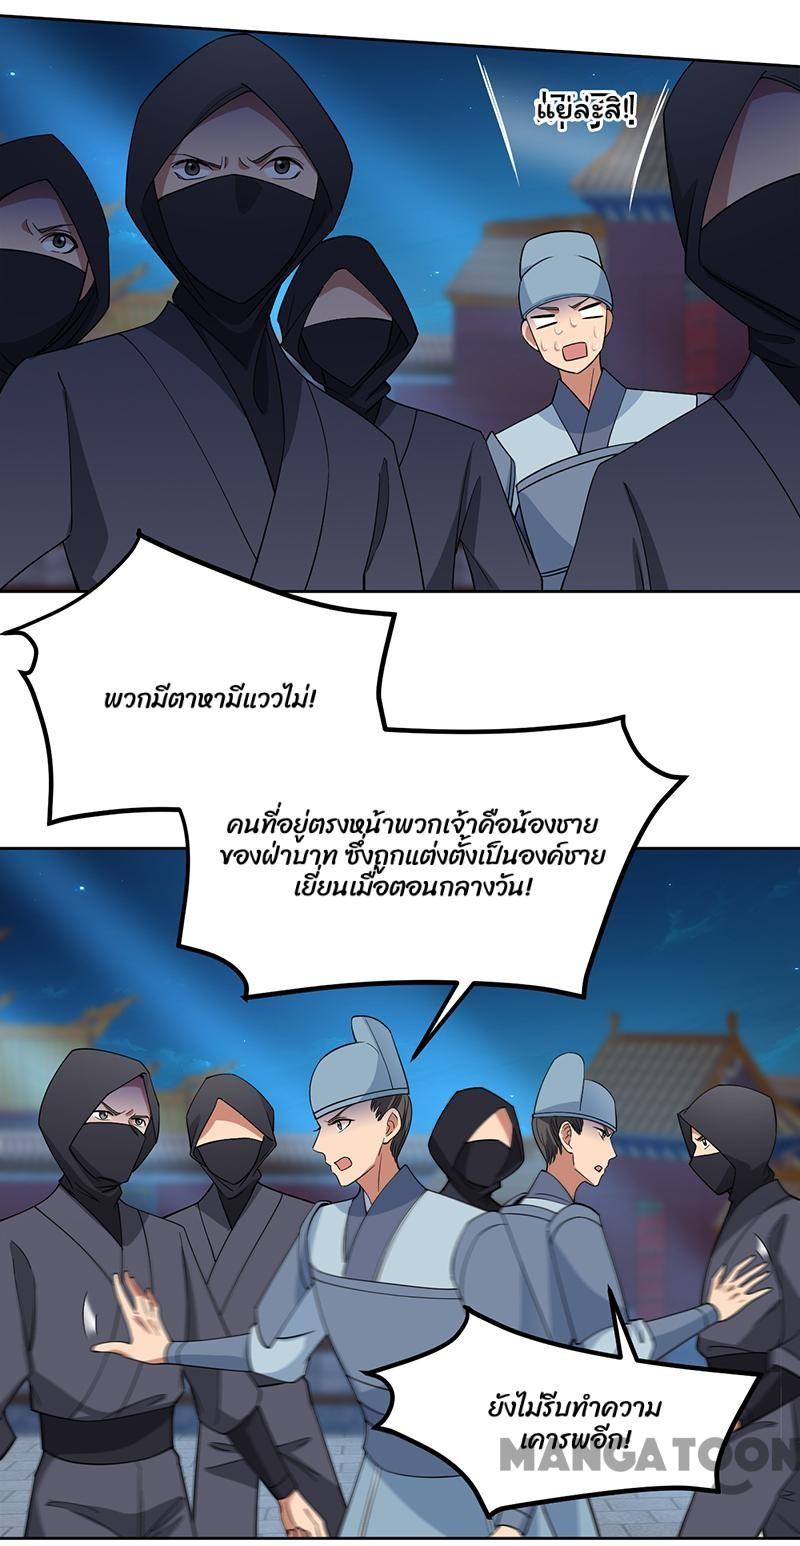 แย่ล่ะสิ!!
พวกมีตาหามีแววไม่!
คนที่อยู่ตรงหน้าพวกเจ้าคือน้องชาย
ของฝ่าบาท ซึ่งถูกแต่งตั้งเป็นองค์ชาย
เยี่ยนเมื่อตอนกลางวัน!
ยังไม่รีบทำความ
เคารพอีก!
MANGATOON